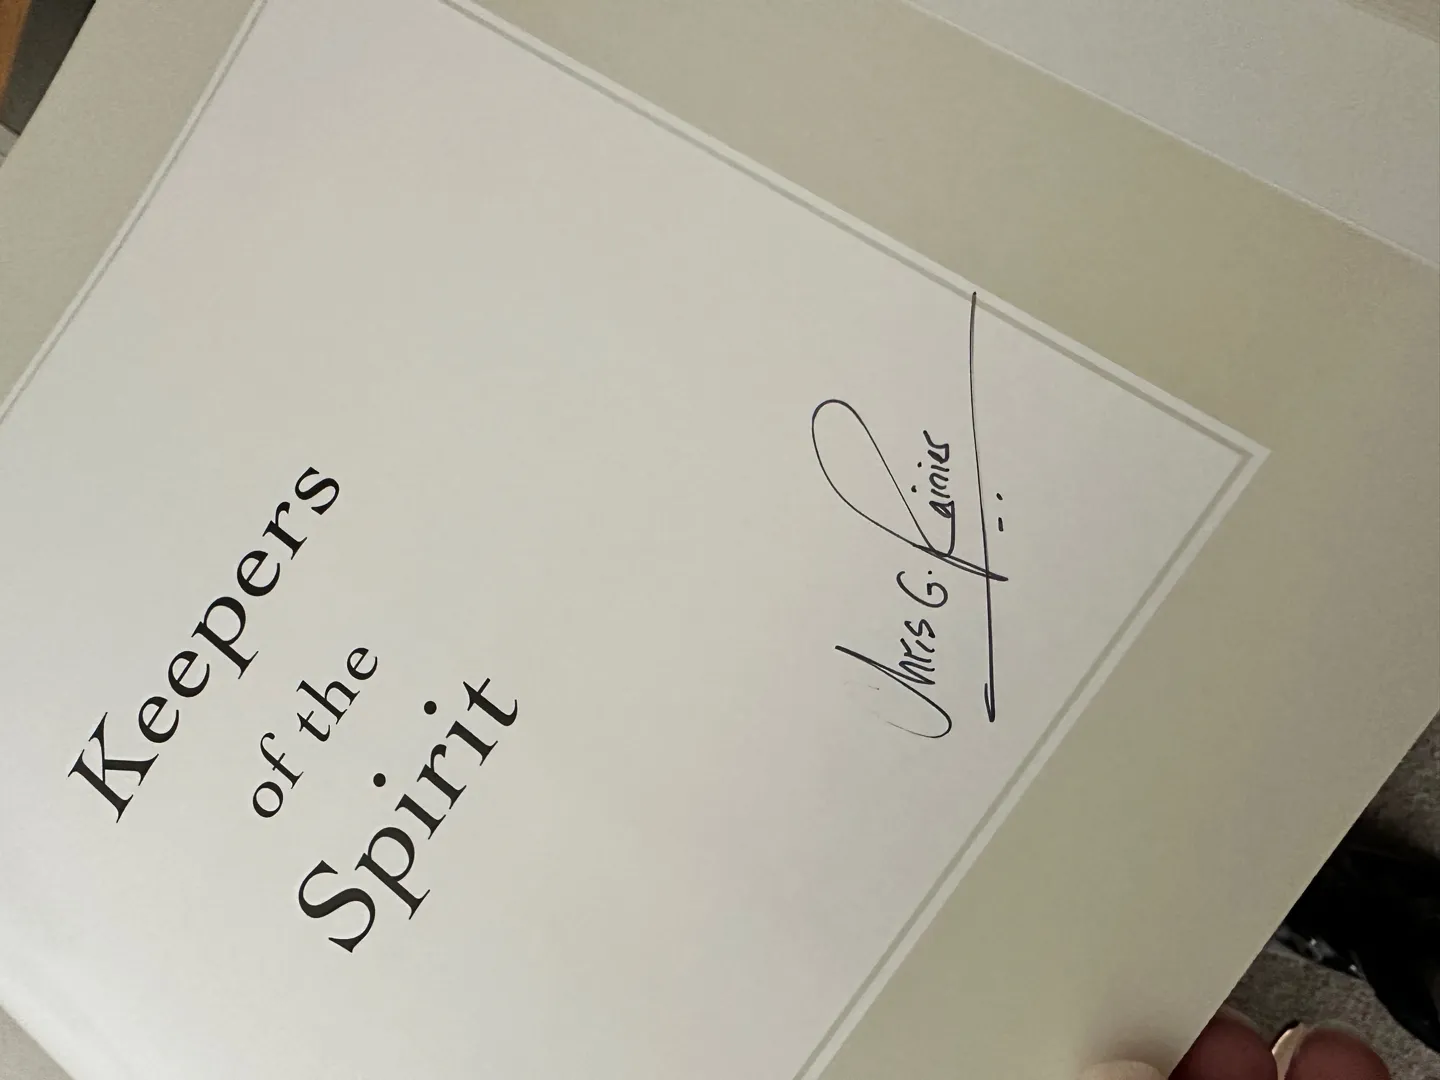 Keepers
of the
Spirit
Chris G. Rainier